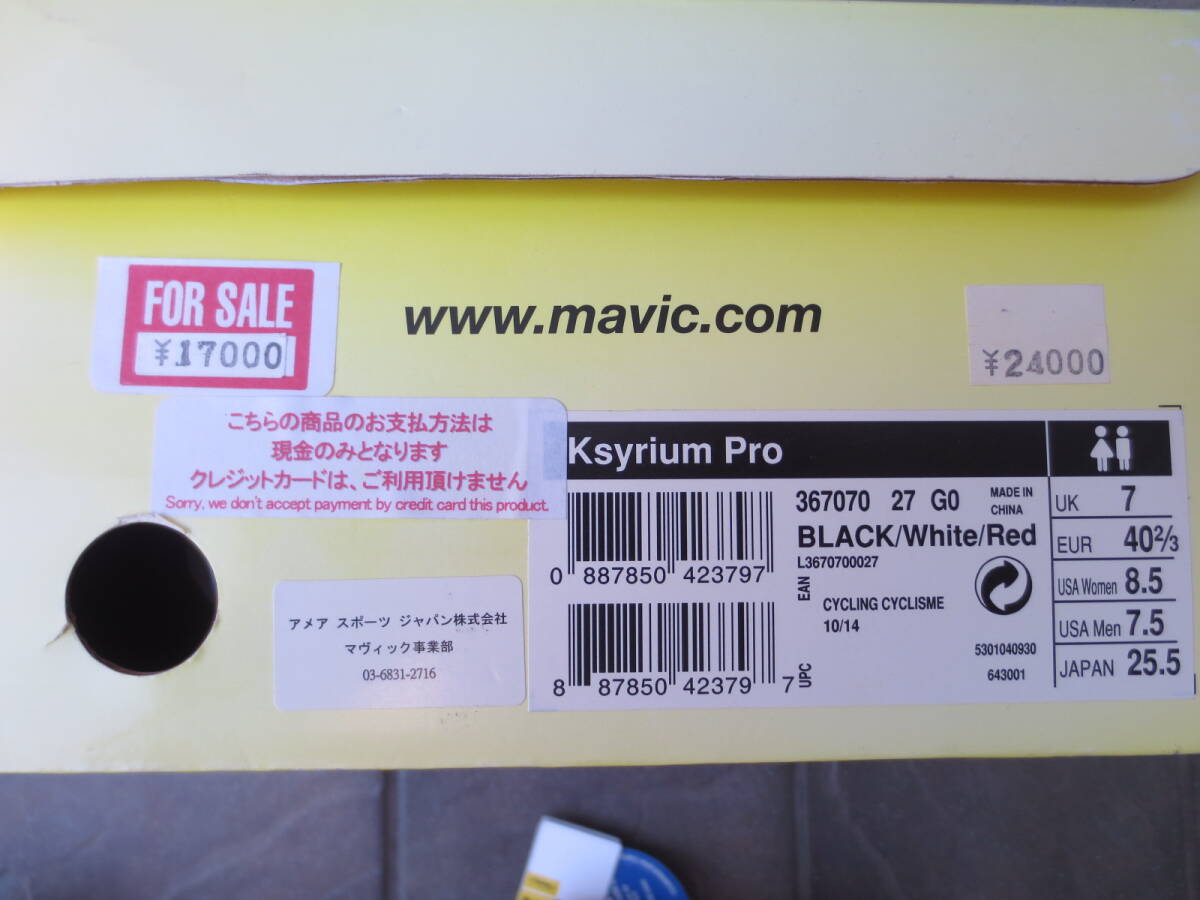 FOR SALE
¥17000
www.mavic.com
¥24000
こちらの商品のお支払方法は
現金のみとなります
クレジットカードは、ご利用頂けません
Sorry, we don't accept payment by credit card this product.
アメア スポーツ ジャパン株式会社
マヴィック事業部
03-6831-2716
Ksyrium Pro
367070 27 G0 MADE IN CHINA
BLACK/White/Red
L3670700027
EAN
0 887850 423797
CYCLING CYCLISME
10/14
5301040930
643001
UPC
8 87850 42379 7
UK 7
EUR 40⅔
USA Women 8.5
USA Men 7.5
JAPAN 25.5